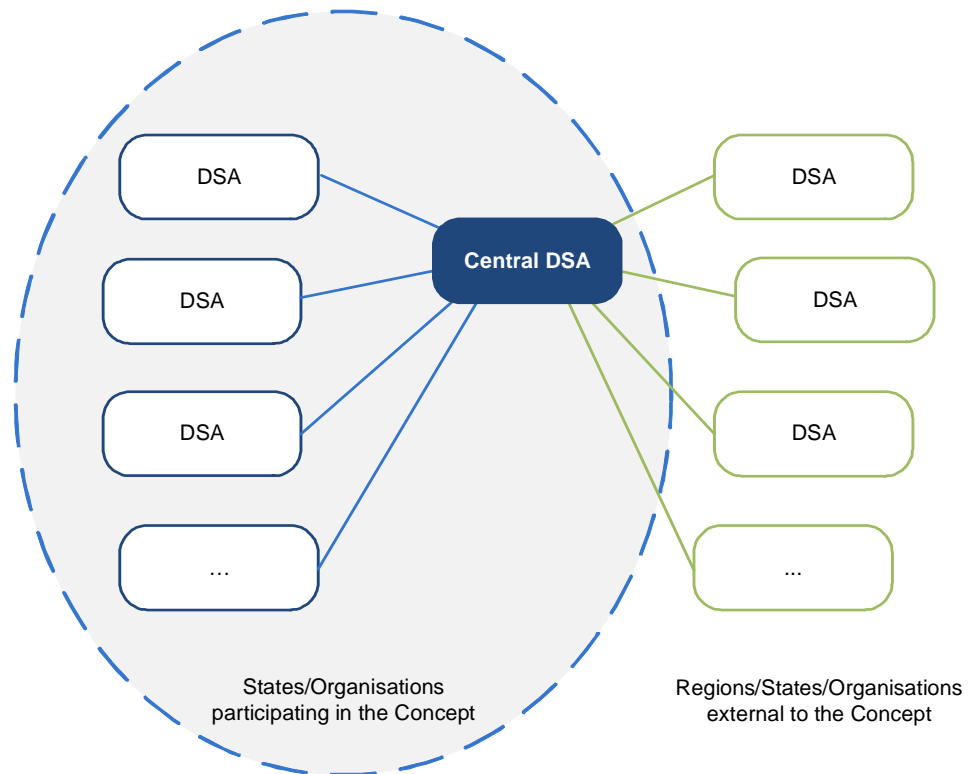 DSA
DSA
Central DSA
DSA
DSA
DSA
DSA
…
...
States/Organisations
participating in the Concept
Regions/States/Organisations
external to the Concept